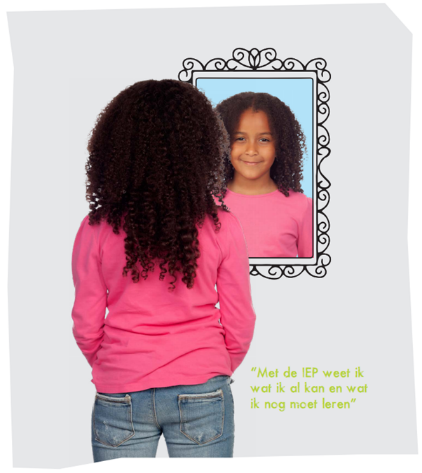 "Met de IEP weet ik
wat ik al kan en wat
ik nog moet leren"